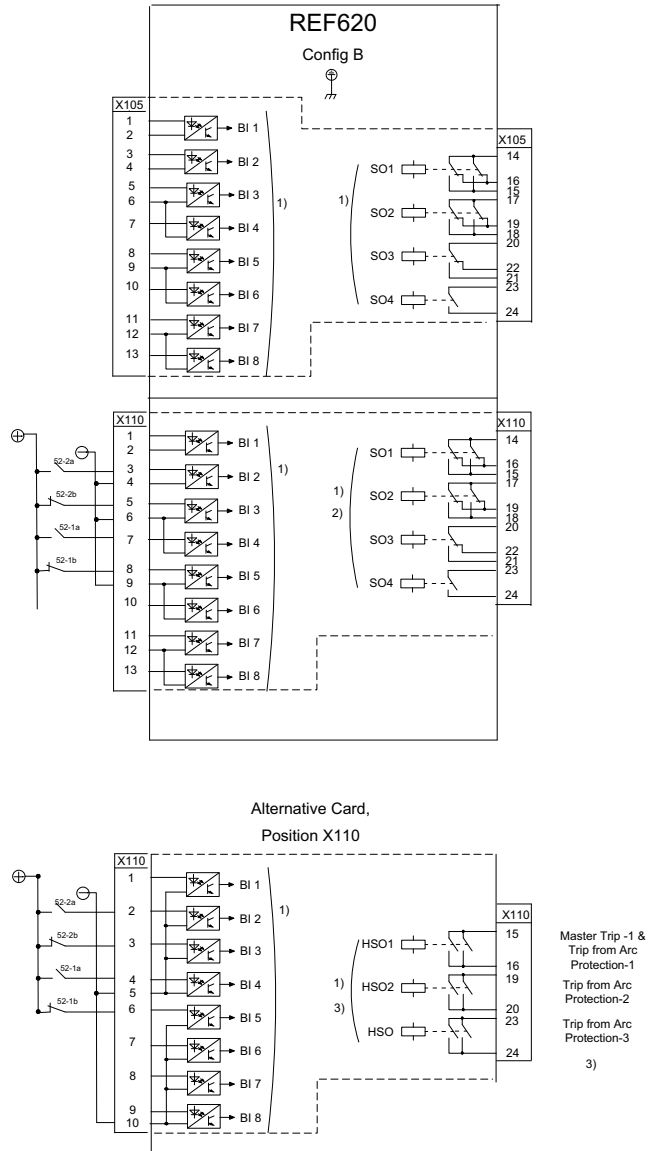 REF620
Config B
X105
1
2
BI 1
3
4
BI 2
5
6
BI 3
7
BI 4
8
9
BI 5
10
BI 6
11
12
BI 7
13
BI 8
1)
1)
SO1
SO2
SO3
SO4
X105
14
16
15
17
19
18
20
22
21
23
24
X110
1
2
BI 1
52-2a
3
4
BI 2
52-2b
5
6
BI 3
52-1a
7
BI 4
52-1b
8
9
BI 5
10
BI 6
11
12
BI 7
13
BI 8
1)
1)
2)
SO1
SO2
SO3
SO4
X110
14
16
15
17
19
18
20
22
21
23
24
Alternative Card,
Position X110
X110
1
BI 1
52-2a
2
BI 2
52-2b
3
BI 3
52-1a
4
5
BI 4
52-1b
6
BI 5
7
BI 6
8
BI 7
9
10
BI 8
1)
1)
3)
HSO1
HSO2
HSO
X110
15
16
19
20
23
24
Master Trip -1 &
Trip from Arc
Protection-1
Trip from Arc
Protection-2
Trip from Arc
Protection-3
3)